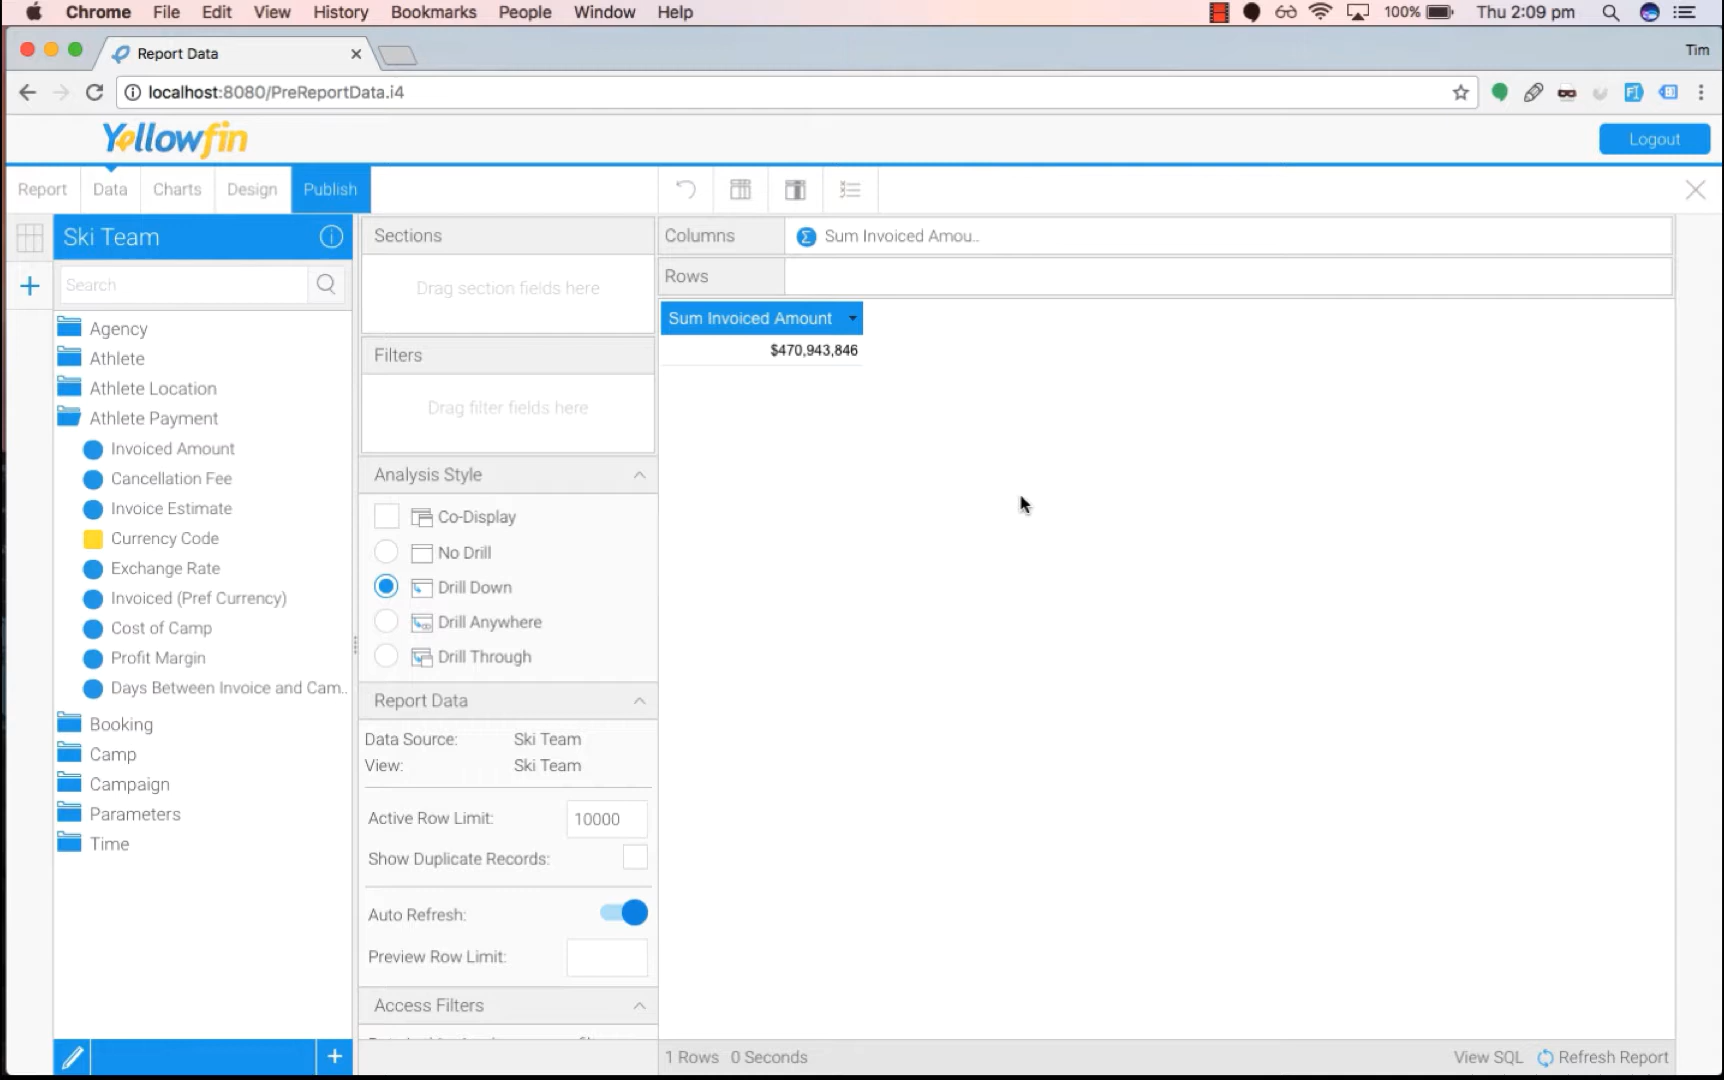 Chrome File Edit View History Bookmarks People Window Help 100% Thu 2:09 pm
Report Data Tim
localhost:8080/PreReportData.i4
Yellowfin Logout
Report Data Charts Design Publish
Ski Team
Search
Agency
Athlete
Athlete Location
Athlete Payment
Invoiced Amount
Cancellation Fee
Invoice Estimate
Currency Code
Exchange Rate
Invoiced (Pref Currency)
Cost of Camp
Profit Margin
Days Between Invoice and Cam..
Booking
Camp
Campaign
Parameters
Time
Sections
Drag section fields here
Filters
Drag filter fields here
Analysis Style
Co-Display
No Drill
Drill Down
Drill Anywhere
Drill Through
Report Data
Data Source: Ski Team
View: Ski Team
Active Row Limit: 10000
Show Duplicate Records:
Auto Refresh:
Preview Row Limit:
Access Filters
Columns Sum Invoiced Amou..
Rows
Sum Invoiced Amount
$470,943,846
1 Rows 0 Seconds View SQL Refresh Report